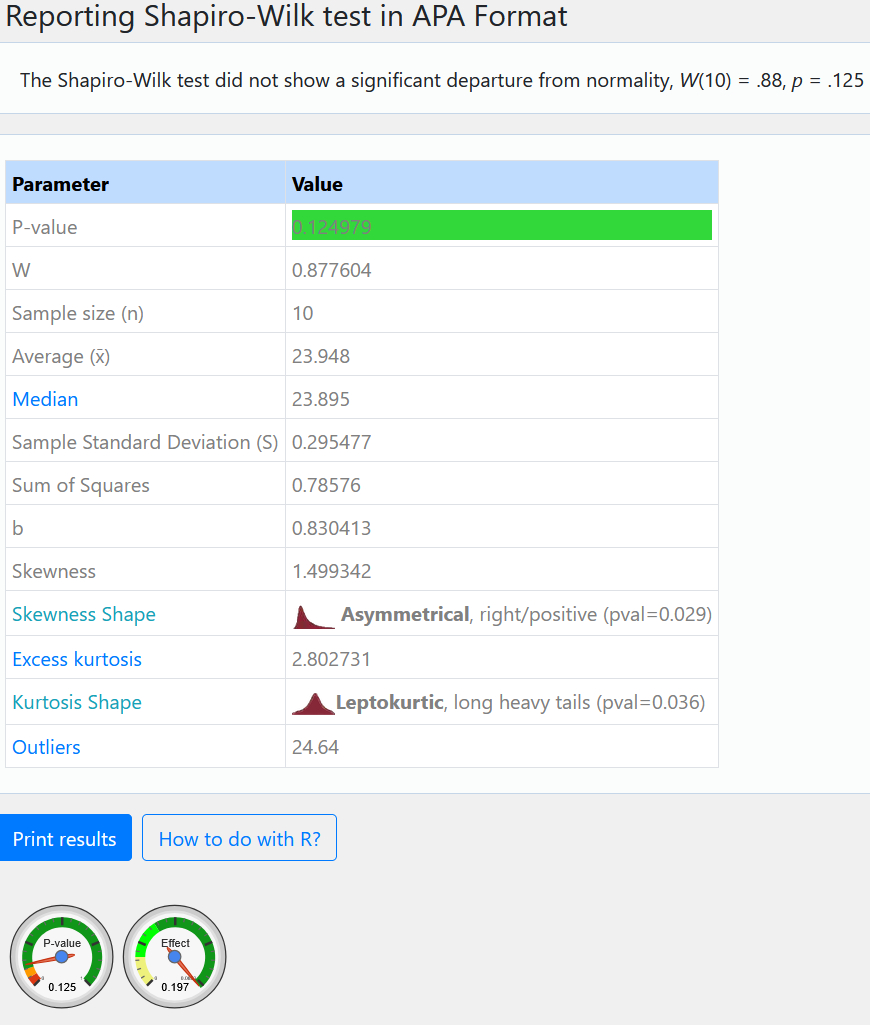 Reporting Shapiro-Wilk test in APA Format
The Shapiro-Wilk test did not show a significant departure from normality, W(10) = .88, p = .125
Parameter Value
P-value 0.124979
W 0.877604
Sample size (n) 10
Average (x̄) 23.948
Median 23.895
Sample Standard Deviation (S) 0.295477
Sum of Squares 0.78576
b 0.830413
Skewness 1.499342
Skewness Shape Asymmetrical, right/positive (pval=0.029)
Excess kurtosis 2.802731
Kurtosis Shape Leptokurtic, long heavy tails (pval=0.036)
Outliers 24.64
Print results How to do with R?
P-value Effect
0.125 0.197